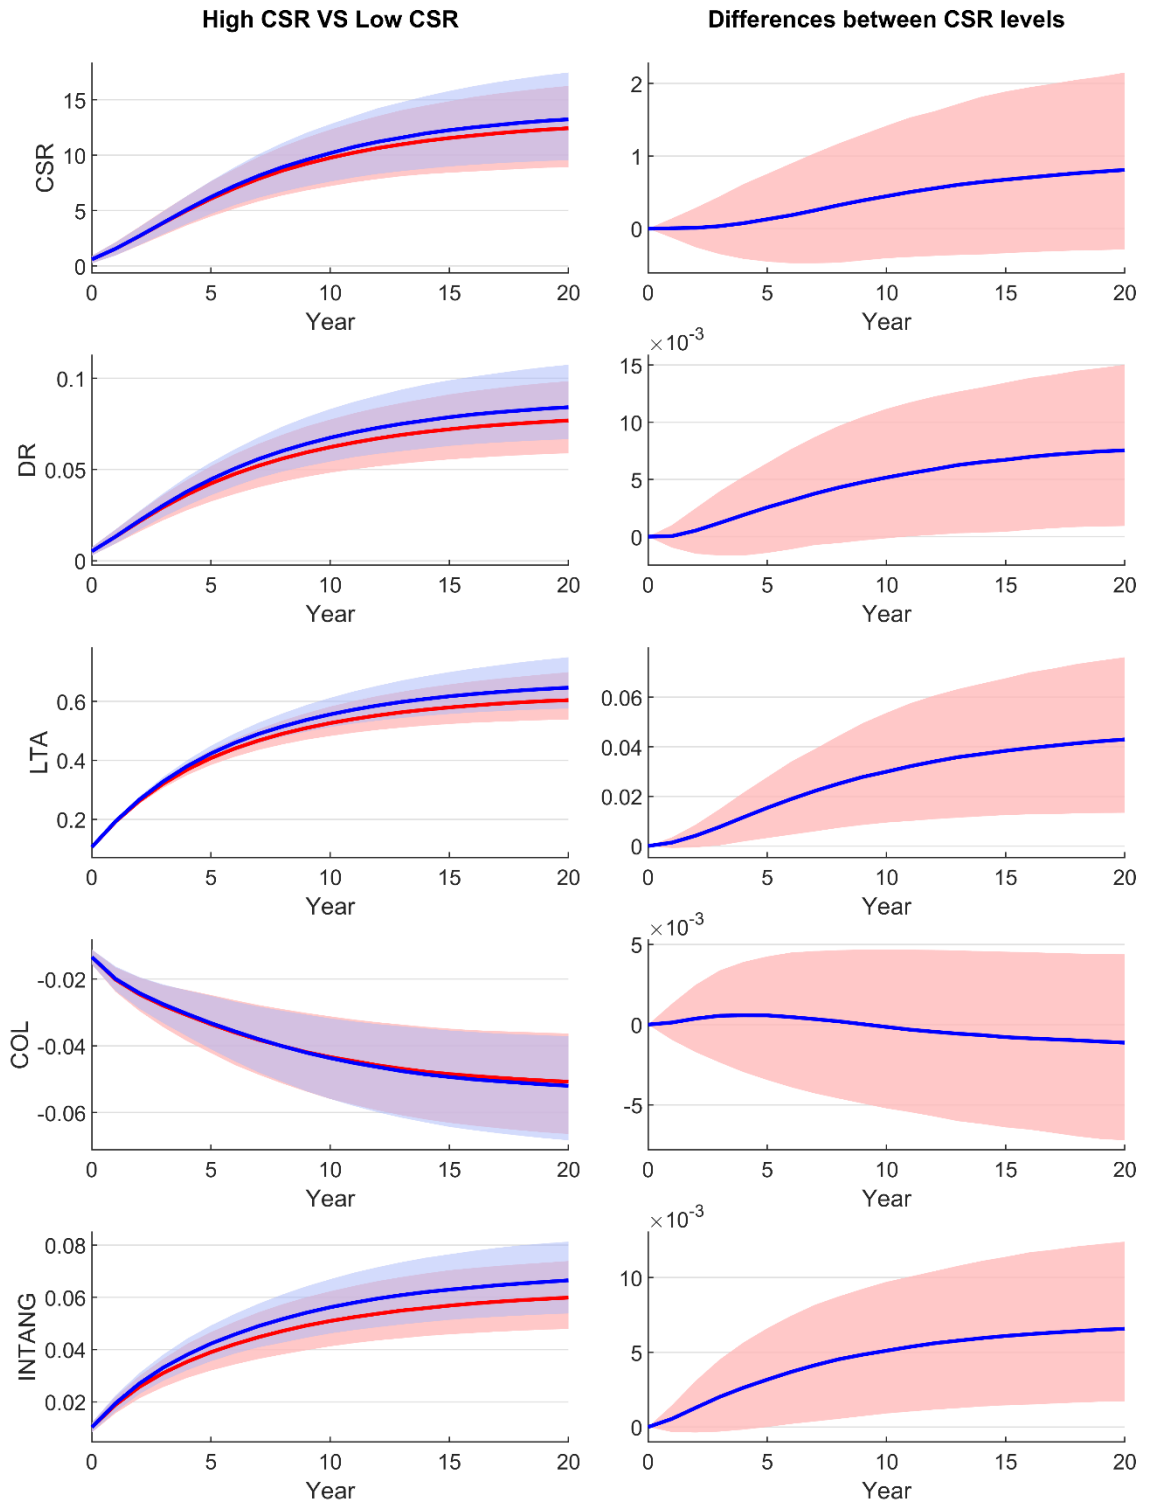 High CSR VS Low CSR
Differences between CSR levels
CSR
15
10
5
0
0 5 10 15 20
Year
2
1
0
0 5 10 15 20
Year
DR
0.1
0.05
0
0 5 10 15 20
Year
×10-3
15
10
5
0
0 5 10 15 20
Year
LTA
0.6
0.4
0.2
0 5 10 15 20
Year
0.06
0.04
0.02
0
0 5 10 15 20
Year
COL
-0.02
-0.04
-0.06
0 5 10 15 20
Year
×10-3
5
0
-5
0 5 10 15 20
Year
INTANG
0.08
0.06
0.04
0.02
0 5 10 15 20
Year
×10-3
10
5
0
0 5 10 15 20
Year